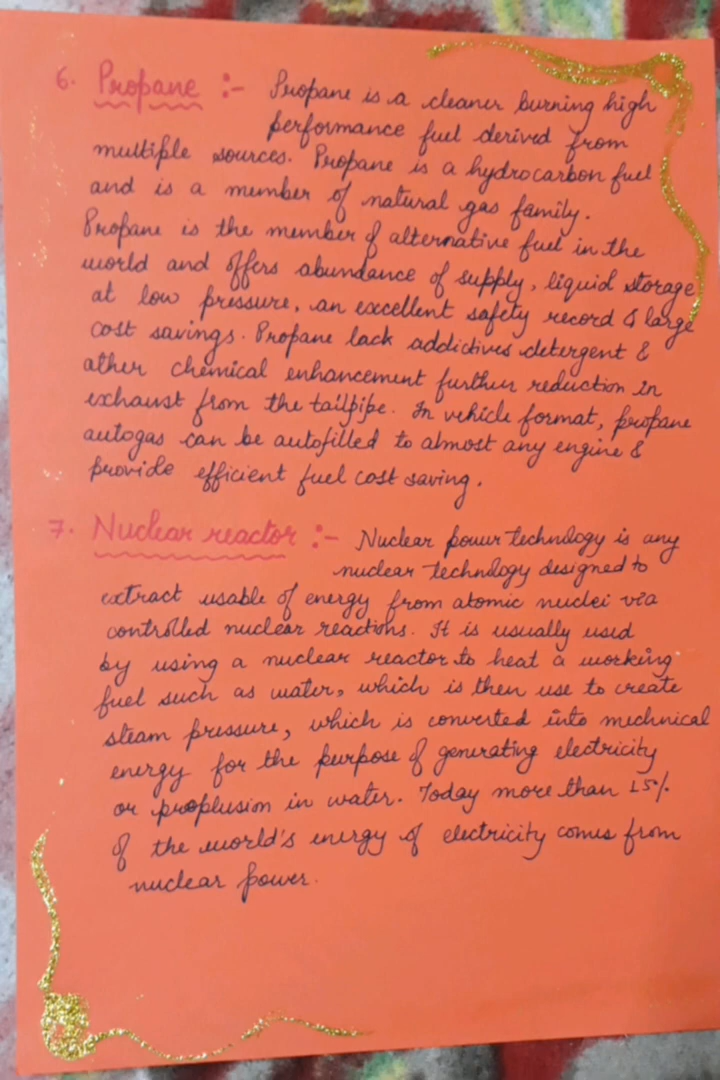 6. Propane :- Propane is a cleaner burning high
performance fuel derived from
multiple sources. Propane is a hydrocarbon fuel
and is a member of natural gas family.
Propane is the member of alternative fuel in the
world and offers abundance of supply, liquid storage
at low pressure, an excellent safety record & large
cost savings. Propane lack addictives detergent &
other chemical enhancement further reduction in
exhaust from the tailpipe. In vehicle format, propane
autogas can be autofilled to almost any engine &
provide efficient fuel cost saving.
7. Nuclear reactor :- Nuclear power technology is any
nuclear technology designed to
extract usable of energy from atomic nuclei via
controlled nuclear reactions. It is usually used
by using a nuclear reactor to heat a working
fuel such as water, which is then use to create
steam pressure, which is converted into mechnical
energy for the purpose of generating electricity
or proplusion in water. Today more than 15%
of the world's energy of electricity comes from
nuclear power.